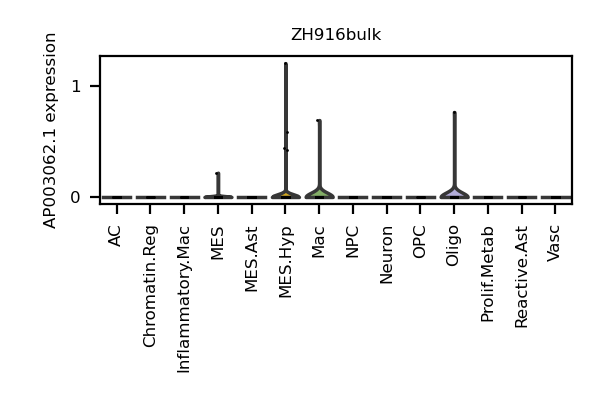 ZH916bulk
AP003062.1 expression
1
0
AC
Chromatin.Reg
Inflammatory.Mac
MES
MES.Ast
MES.Hyp
Mac
NPC
Neuron
OPC
Oligo
Prolif.Metab
Reactive.Ast
Vasc